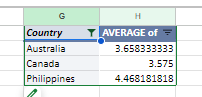 G H
Country AVERAGE of
Australia 3.658333333
Canada 3.575
Philippines 4.468181818